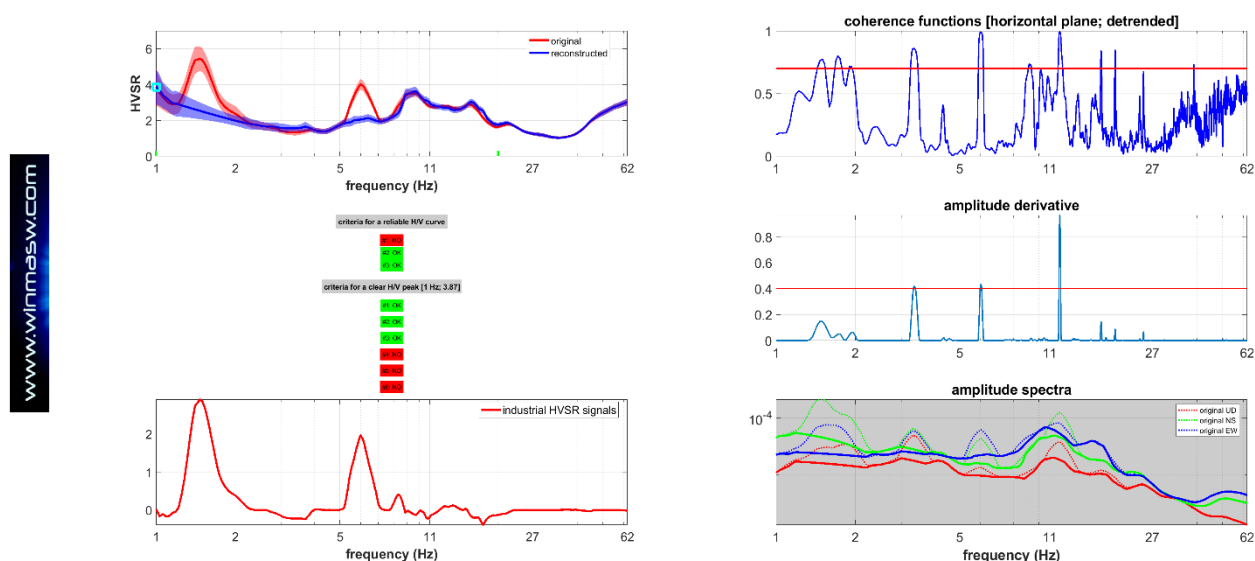 www.winmasw.com
HVSR
6
4
2
0
original
reconstructed
1
2
5
11
27
62
frequency (Hz)
criteria for a reliable H/V curve
#1: NO
#2: OK
#3: OK
criteria for a clear H/V peak [1 Hz; 3.87]
#1: OK
#2: OK
#3: OK
#4: NO
#5: NO
#6: NO
industrial HVSR signals
2
1
0
1
2
5
11
27
62
frequency (Hz)
coherence functions [horizontal plane; detrended]
1
0.5
0
1
2
5
11
27
62
amplitude derivative
0.8
0.6
0.4
0.2
0
1
2
5
11
27
62
amplitude spectra
10-4
original UD
original NS
original EW
1
2
5
11
27
62
frequency (Hz)